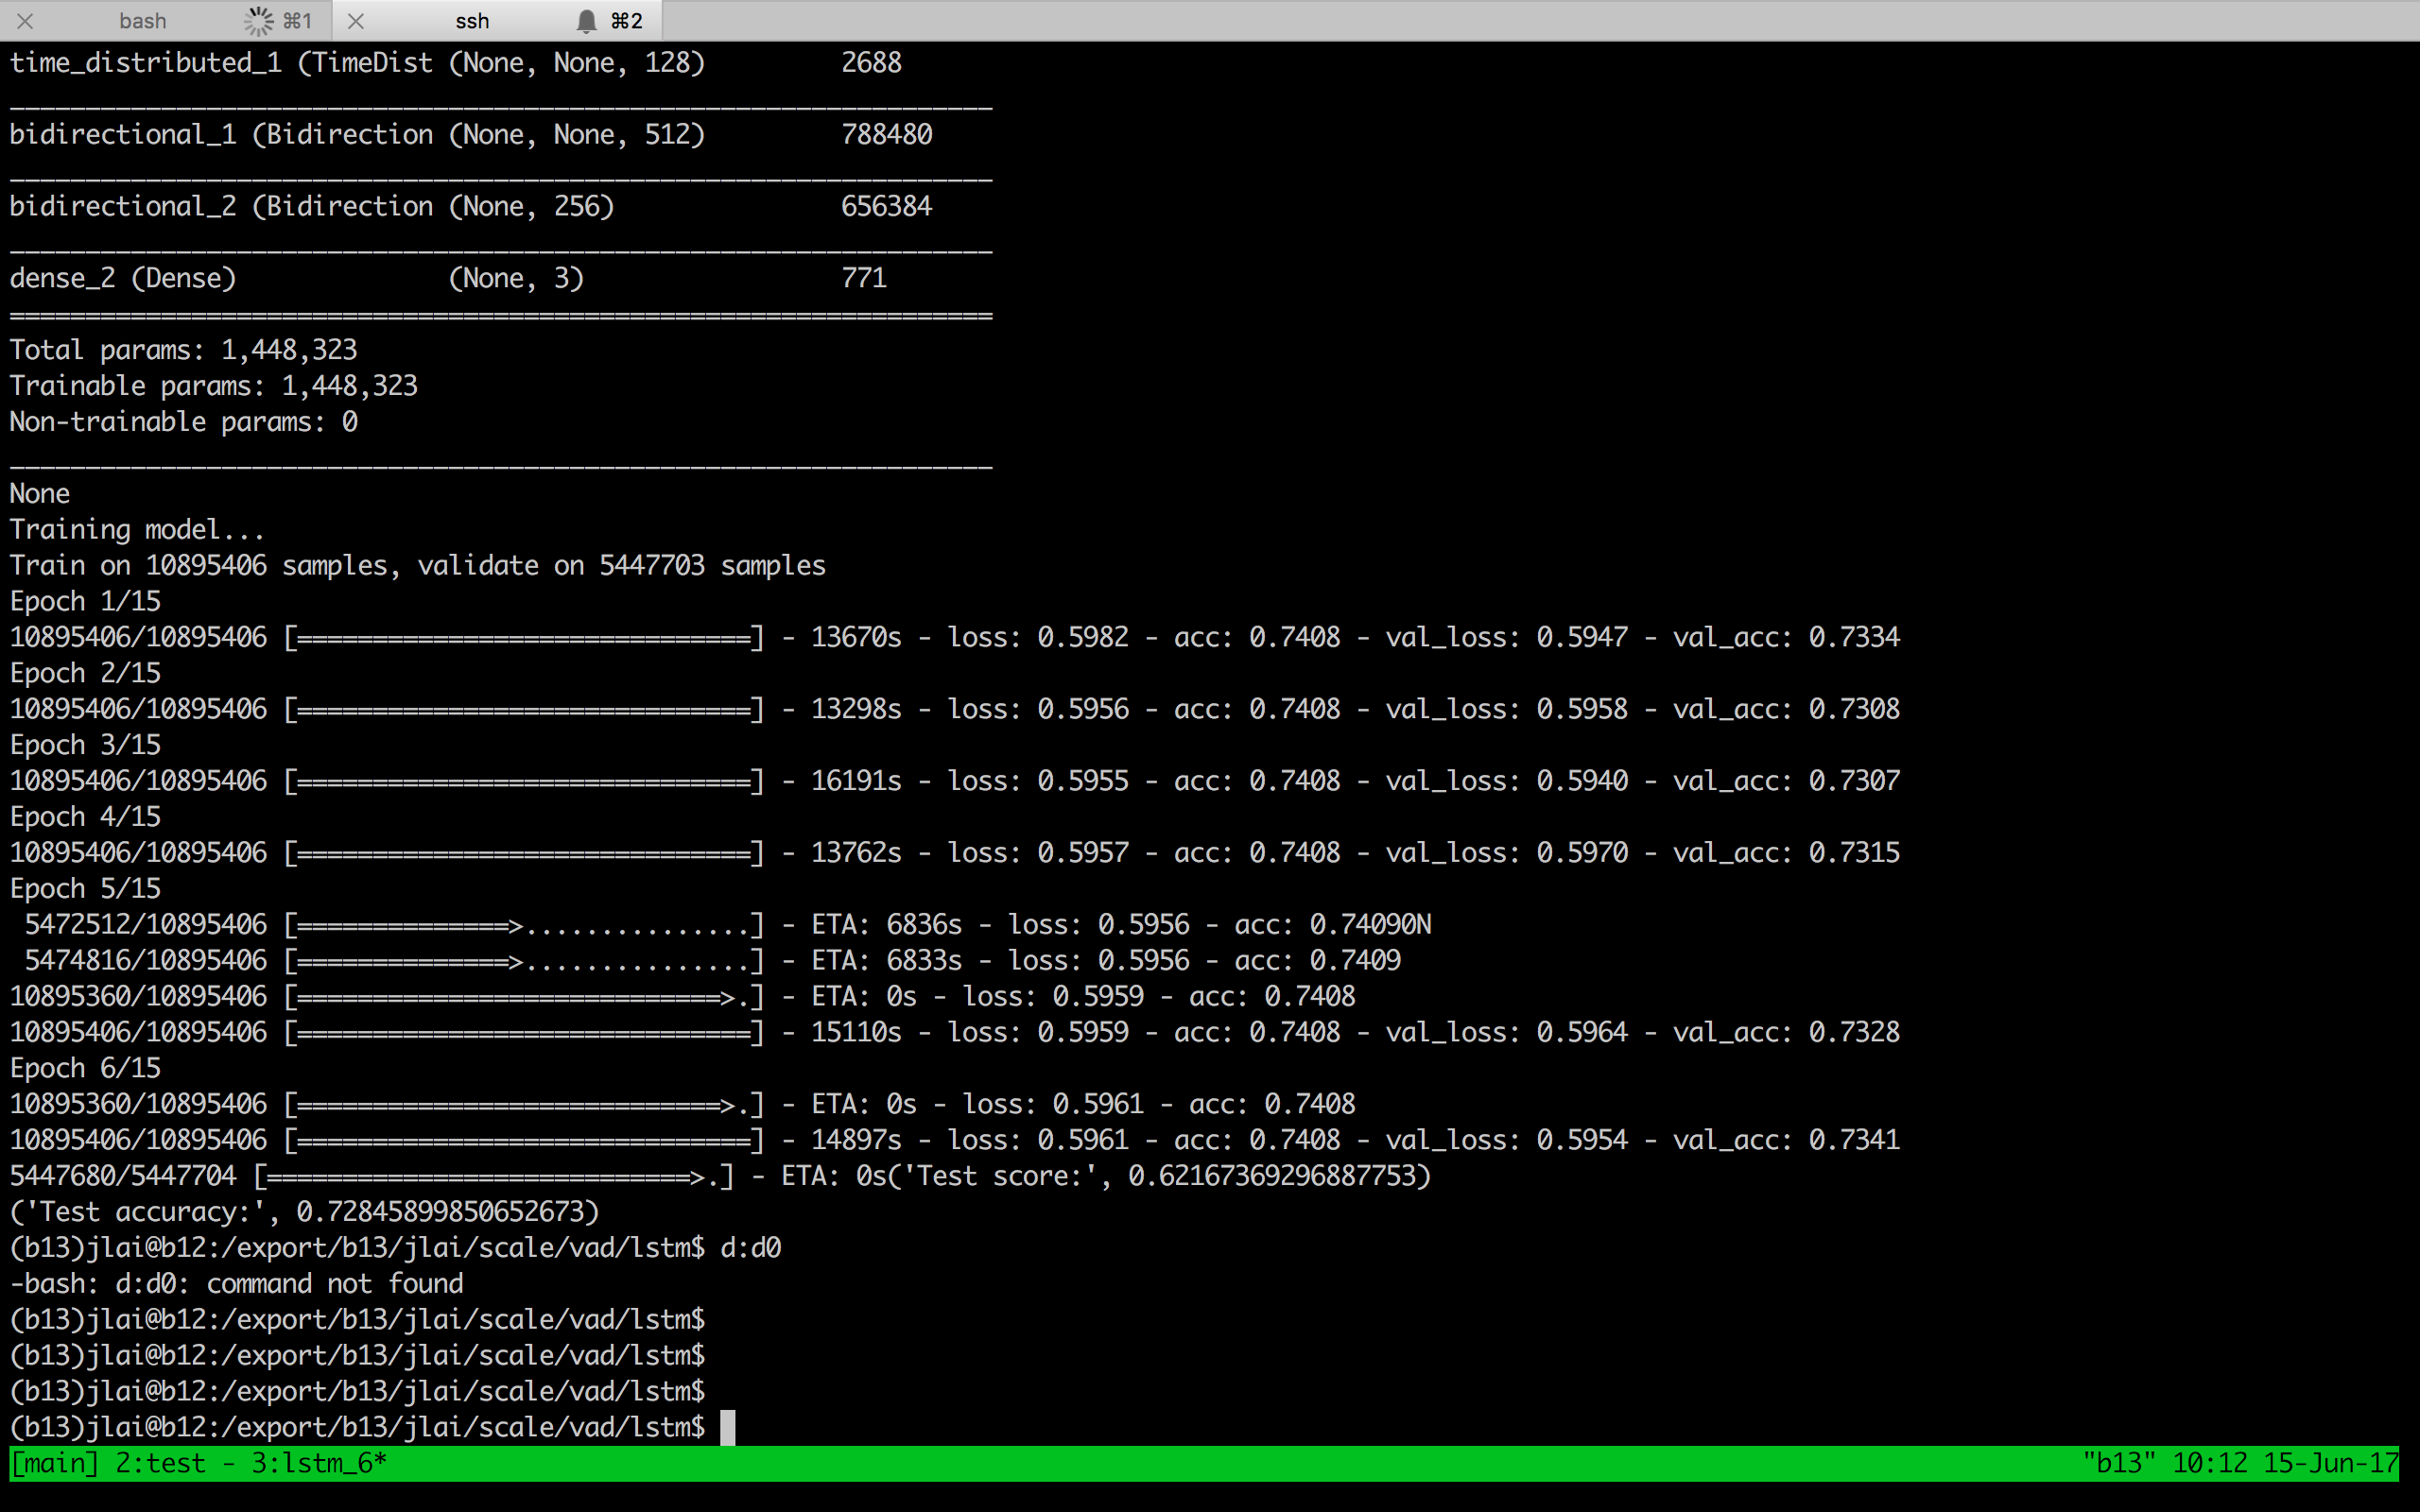 bash ⌘1 ssh ⌘2
time_distributed_1 (TimeDist (None, None, 128)         2688
_________________________________________________________________
bidirectional_1 (Bidirection (None, None, 512)         788480
_________________________________________________________________
bidirectional_2 (Bidirection (None, 256)               656384
_________________________________________________________________
dense_2 (Dense)              (None, 3)                 771
=================================================================
Total params: 1,448,323
Trainable params: 1,448,323
Non-trainable params: 0
_________________________________________________________________
None
Training model...
Train on 10895406 samples, validate on 5447703 samples
Epoch 1/15
10895406/10895406 [==============================] - 13670s - loss: 0.5982 - acc: 0.7408 - val_loss: 0.5947 - val_acc: 0.7334
Epoch 2/15
10895406/10895406 [==============================] - 13298s - loss: 0.5956 - acc: 0.7408 - val_loss: 0.5958 - val_acc: 0.7308
Epoch 3/15
10895406/10895406 [==============================] - 16191s - loss: 0.5955 - acc: 0.7408 - val_loss: 0.5940 - val_acc: 0.7307
Epoch 4/15
10895406/10895406 [==============================] - 13762s - loss: 0.5957 - acc: 0.7408 - val_loss: 0.5970 - val_acc: 0.7315
Epoch 5/15
 5472512/10895406 [==============>...............] - ETA: 6836s - loss: 0.5956 - acc: 0.74090N
 5474816/10895406 [==============>...............] - ETA: 6833s - loss: 0.5956 - acc: 0.7409
10895360/10895406 [============================>.] - ETA: 0s - loss: 0.5959 - acc: 0.7408
10895406/10895406 [==============================] - 15110s - loss: 0.5959 - acc: 0.7408 - val_loss: 0.5964 - val_acc: 0.7328
Epoch 6/15
10895360/10895406 [============================>.] - ETA: 0s - loss: 0.5961 - acc: 0.7408
10895406/10895406 [==============================] - 14897s - loss: 0.5961 - acc: 0.7408 - val_loss: 0.5954 - val_acc: 0.7341
5447680/5447704 [============================>.] - ETA: 0s('Test score:', 0.62167369296887753)
('Test accuracy:', 0.72845899850652673)
(b13)jlai@b12:/export/b13/jlai/scale/vad/lstm$ d:d0
-bash: d:d0: command not found
(b13)jlai@b12:/export/b13/jlai/scale/vad/lstm$
(b13)jlai@b12:/export/b13/jlai/scale/vad/lstm$
(b13)jlai@b12:/export/b13/jlai/scale/vad/lstm$
(b13)jlai@b12:/export/b13/jlai/scale/vad/lstm$
[main] 2:test - 3:lstm_6* "b13" 10:12 15-Jun-17